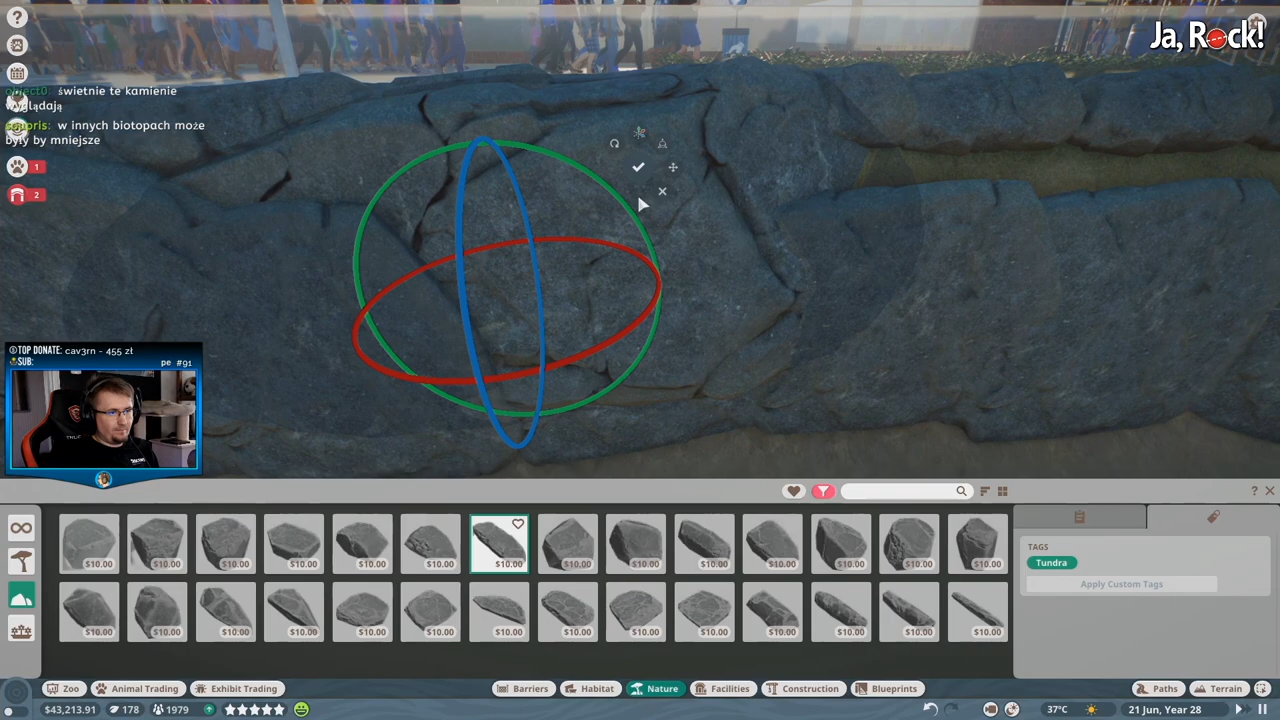 Ja, Rock!
object0: świetnie te kamienie
wyglądają
souoris: w innych biotopach może
były by mniejsze
1
2
TOP DONATE: cav3rn - 455 zł
SUB:
pe #91
$10.00 $10.00 $10.00 $10.00 $10.00 $10.00 $10.00 $10.00 $10.00 $10.00 $10.00 $10.00 $10.00 $10.00
$10.00 $10.00 $10.00 $10.00 $10.00 $10.00 $10.00 $10.00 $10.00 $10.00 $10.00 $10.00 $10.00 $10.00
TAGS
Tundra
Apply Custom Tags
Zoo Animal Trading Exhibit Trading Barriers Habitat Nature Facilities Construction Blueprints Paths Terrain
$43,213.91 178 1979 37°C 21 Jun, Year 28